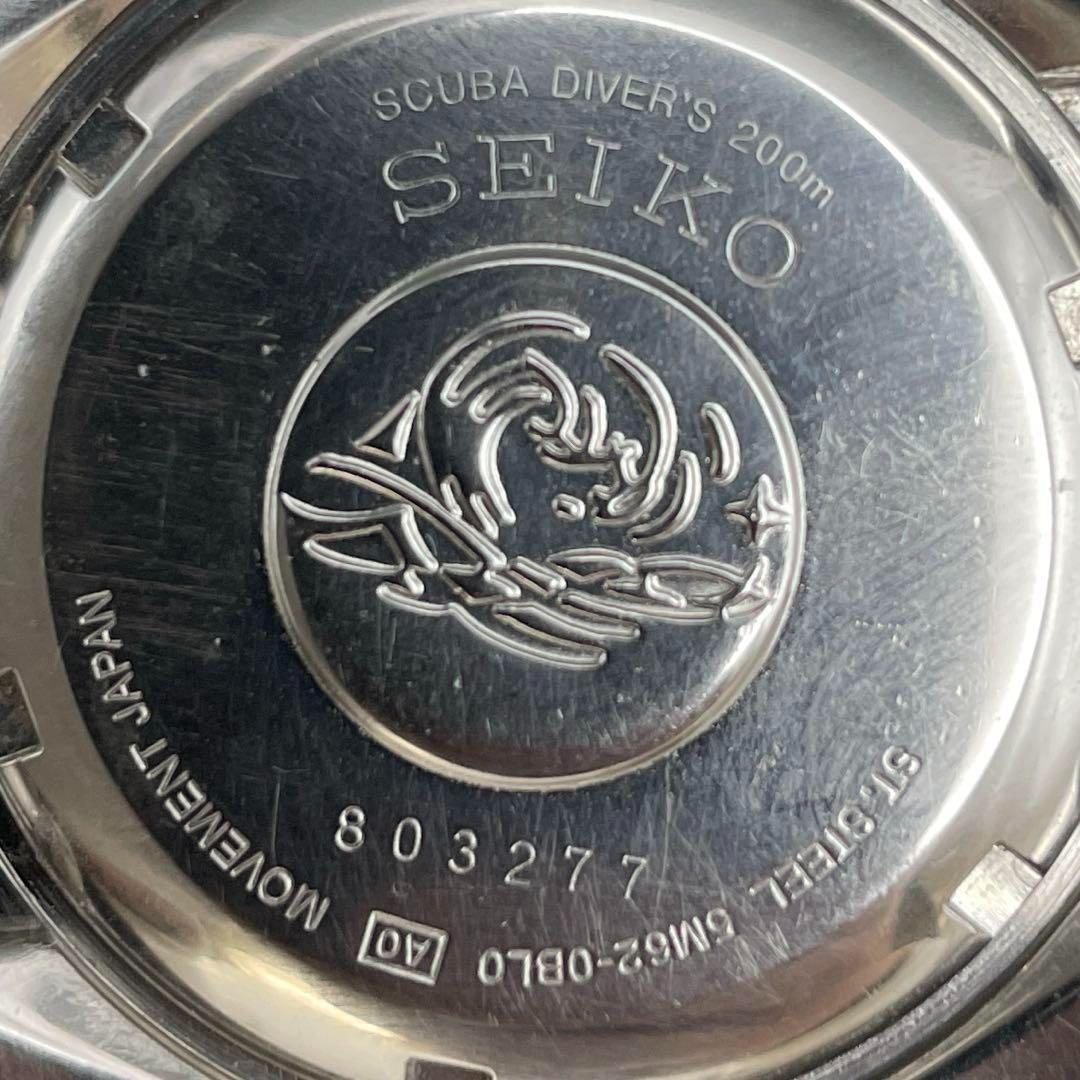 SCUBA DIVER'S 200m
SEIKO
803277
ST.STEEL 5M62-0BL0 A0 MOVEMENT JAPAN